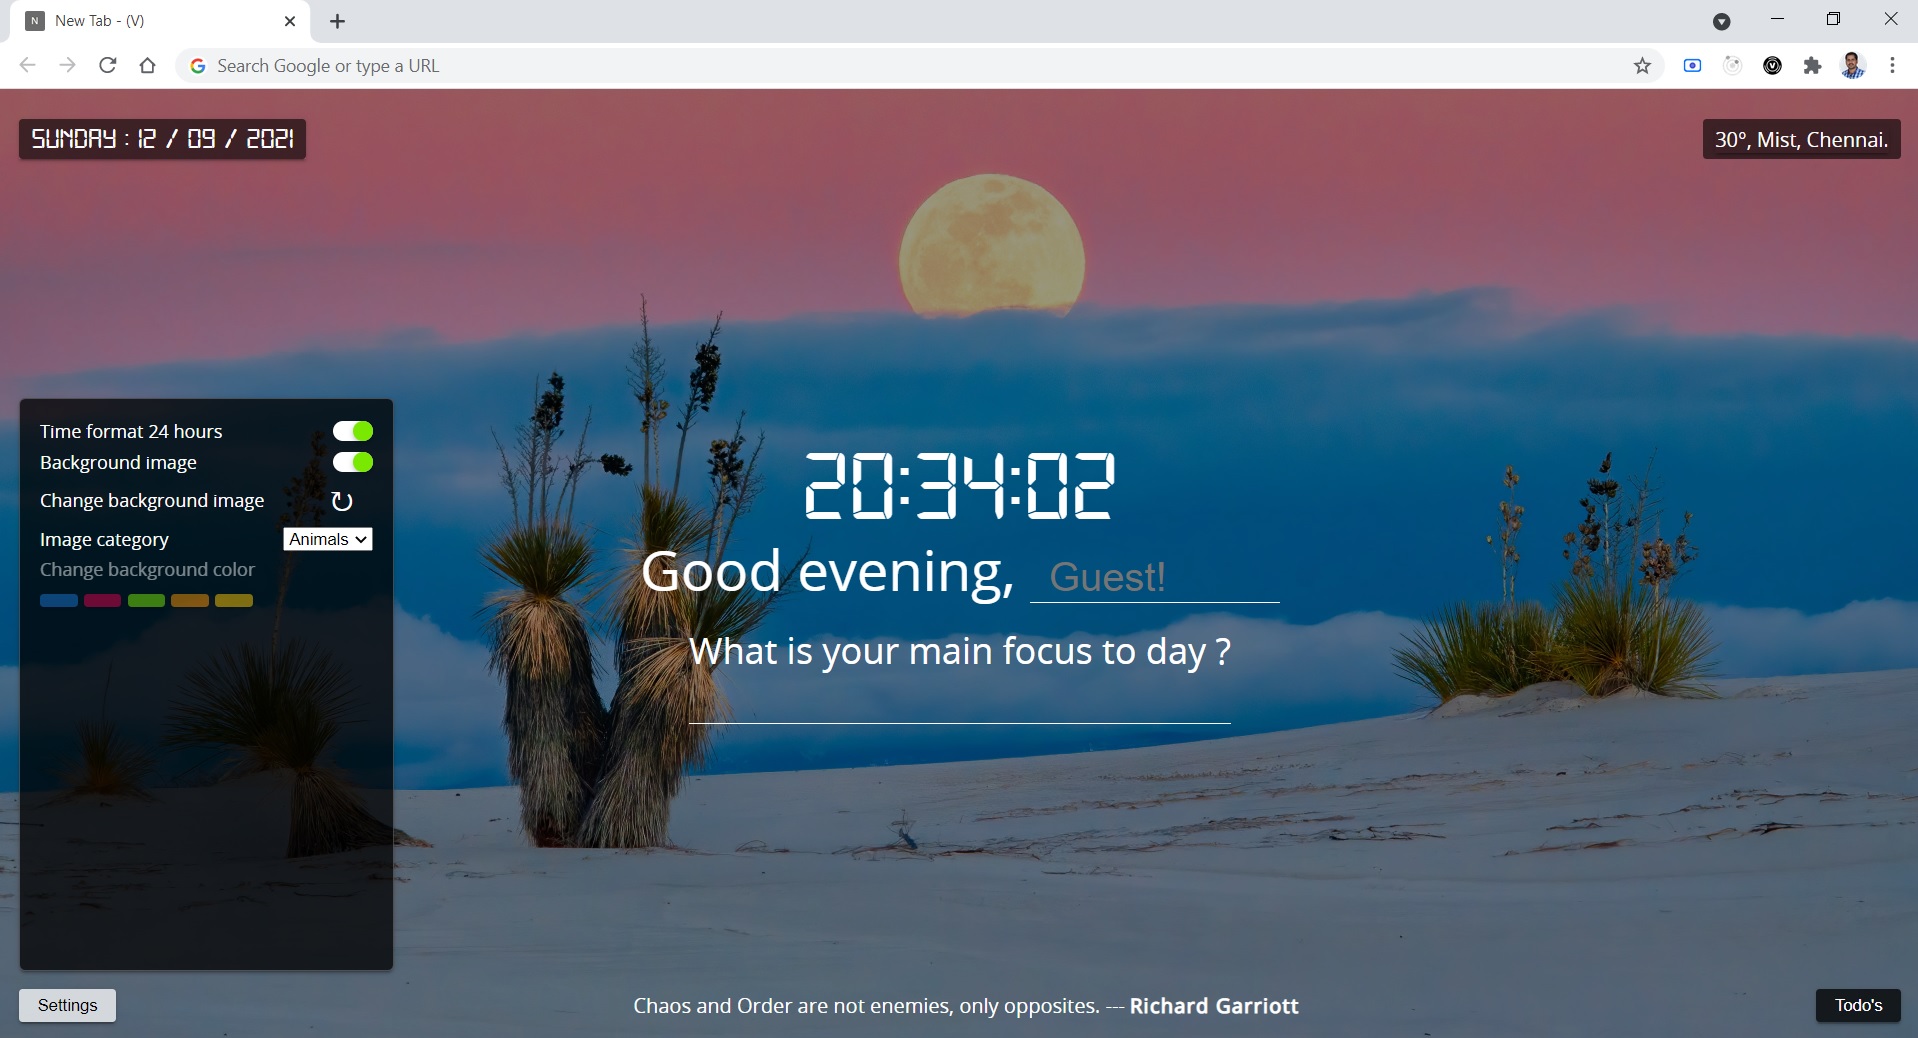 N New Tab - (V)
Search Google or type a URL
SUNDAY : 12 / 09 / 2021
30°, Mist, Chennai.
20:34:02
Good evening, Guest!
What is your main focus to day ?
Time format 24 hours
Background image
Change background image
Image category Animals
Change background color
Settings
Chaos and Order are not enemies, only opposites. --- Richard Garriott
Todo's